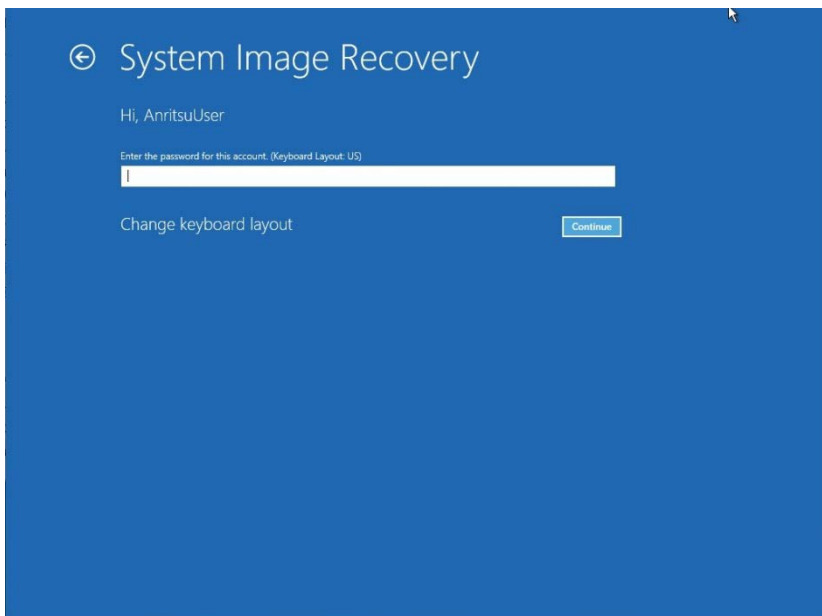 System Image Recovery
Hi, AnritsuUser
Enter the password for this account. (Keyboard Layout: US)
Change keyboard layout
Continue